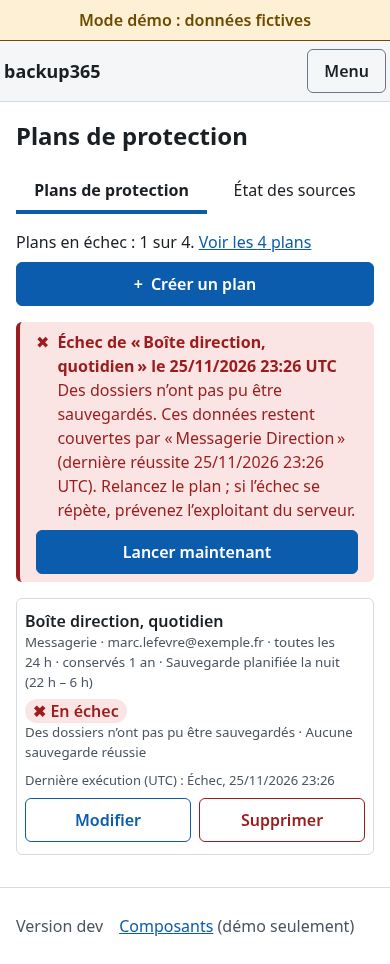 Mode démo : données fictives
backup365
Menu
Plans de protection
Plans de protection
État des sources
Plans en échec : 1 sur 4. Voir les 4 plans
+ Créer un plan
✖ Échec de « Boîte direction,
quotidien » le 25/11/2026 23:26 UTC
Des dossiers n’ont pas pu être
sauvegardés. Ces données restent
couvertes par « Messagerie Direction »
(dernière réussite 25/11/2026 23:26
UTC). Relancez le plan ; si l’échec se
répète, prévenez l’exploitant du serveur.
Lancer maintenant
Boîte direction, quotidien
Messagerie · marc.lefevre@exemple.fr · toutes les
24 h · conservés 1 an · Sauvegarde planifiée la nuit
(22 h – 6 h)
✖ En échec
Des dossiers n’ont pas pu être sauvegardés · Aucune
sauvegarde réussie
Dernière exécution (UTC) : Échec, 25/11/2026 23:26
Modifier
Supprimer
Version dev Composants (démo seulement)